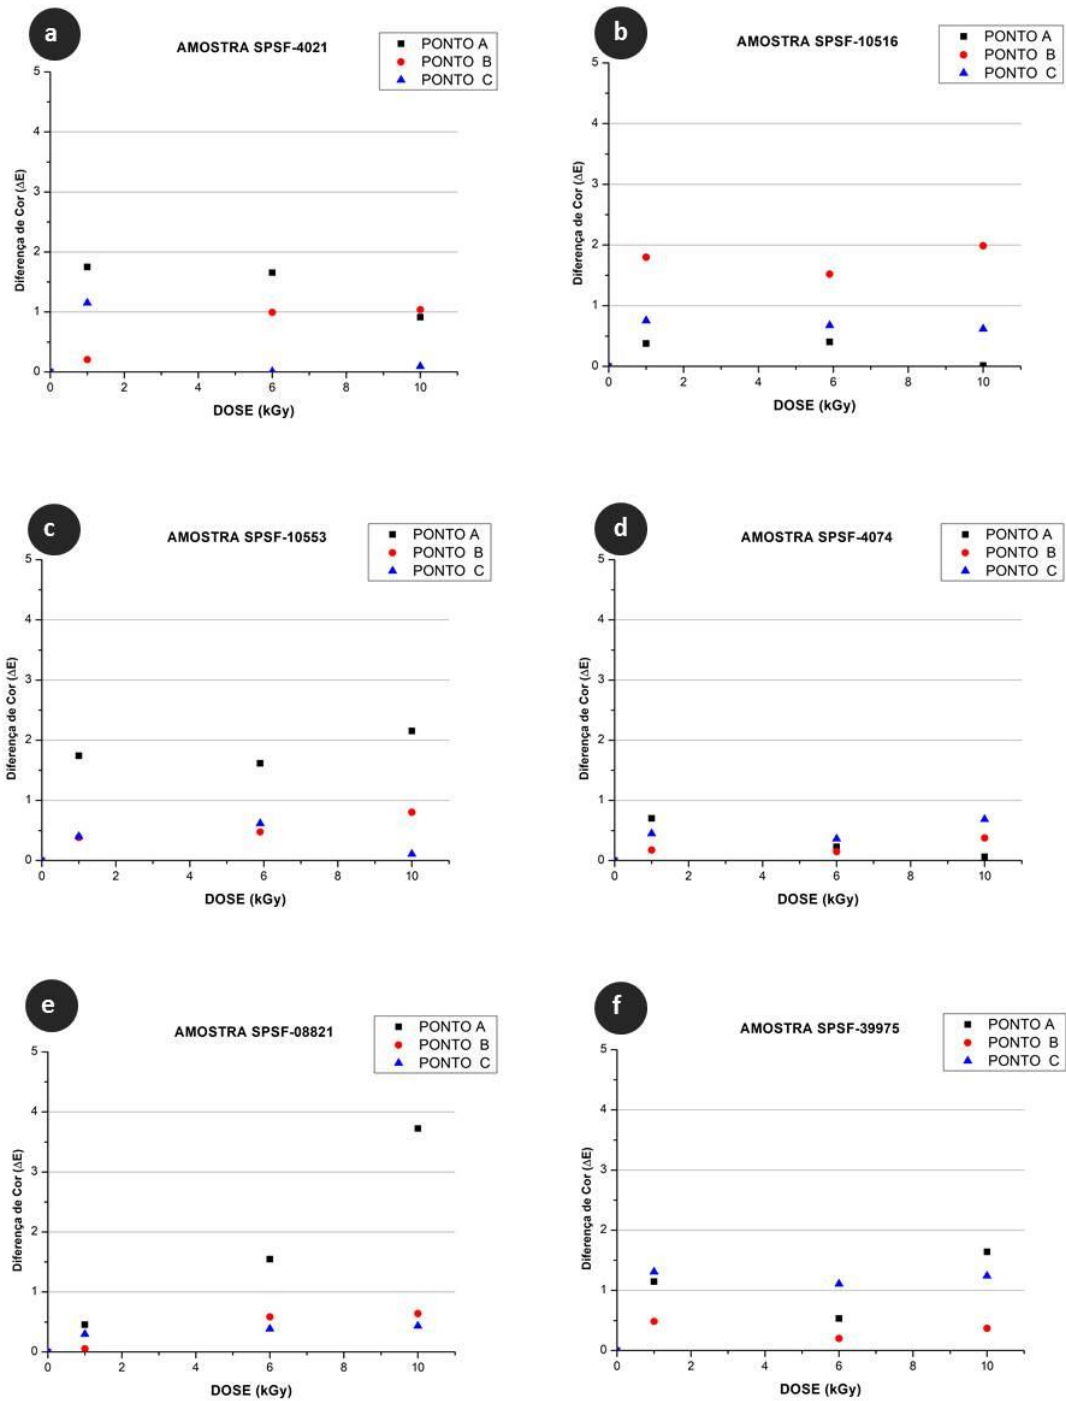 a
AMOSTRA SPSF-4021
PONTO A
PONTO B
PONTO C
5
4
3
2
1
0
Diferença de Cor (ΔE)
0 2 4 6 8 10
DOSE (kGy)
b
AMOSTRA SPSF-10516
PONTO A
PONTO B
PONTO C
5
4
3
2
1
0
Diferença de Cor (ΔE)
0 2 4 6 8 10
DOSE (kGy)
c
AMOSTRA SPSF-10553
PONTO A
PONTO B
PONTO C
5
4
3
2
1
0
Diferença de Cor (ΔE)
0 2 4 6 8 10
DOSE (kGy)
d
AMOSTRA SPSF-4074
PONTO A
PONTO B
PONTO C
5
4
3
2
1
0
Diferença de Cor (ΔE)
0 2 4 6 8 10
DOSE (kGy)
e
AMOSTRA SPSF-08821
PONTO A
PONTO B
PONTO C
5
4
3
2
1
0
Diferença de Cor (ΔE)
0 2 4 6 8 10
DOSE (kGy)
f
AMOSTRA SPSF-39975
PONTO A
PONTO B
PONTO C
5
4
3
2
1
0
Diferença de Cor (ΔE)
0 2 4 6 8 10
DOSE (kGy)